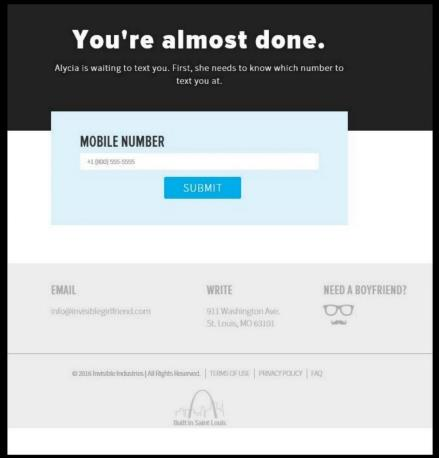 You're almost done.
Alycia is waiting to text you. First, she needs to know which number to
text you at.
MOBILE NUMBER
+1 (800) 555-5555
SUBMIT
EMAIL
info@invisiblegirlfriend.com
WRITE
911 Washington Ave.
St. Louis, MO 63101
NEED A BOYFRIEND?
© 2016 Invisible Industries | All Rights Reserved. | TERMS OF USE | PRIVACY POLICY | FAQ
Built in Saint Louis